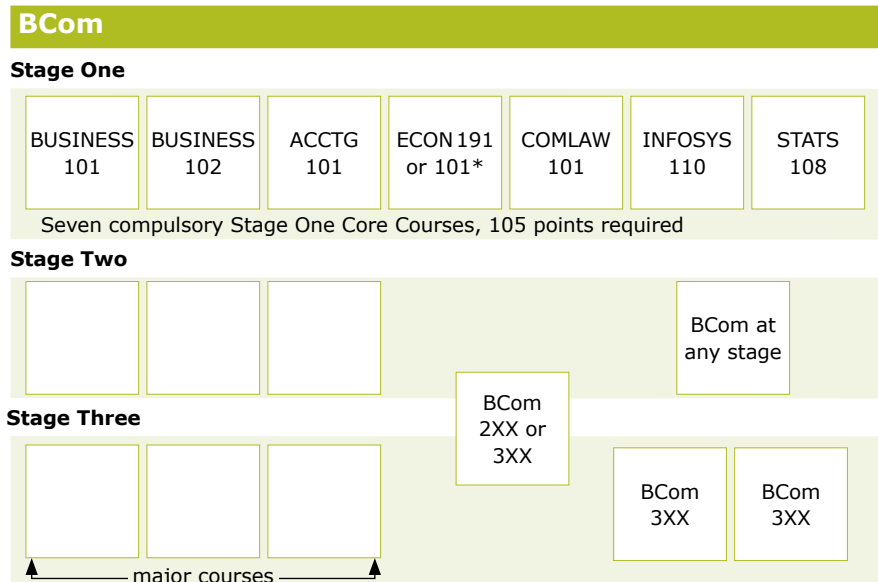 BCom
Stage One
BUSINESS
101
BUSINESS
102
ACCTG
101
ECON 191
or 101*
COMLAW
101
INFOSYS
110
STATS
108
Seven compulsory Stage One Core Courses, 105 points required
Stage Two
BCom at
any stage
BCom
2XX or
3XX
Stage Three
BCom
3XX
BCom
3XX
major courses